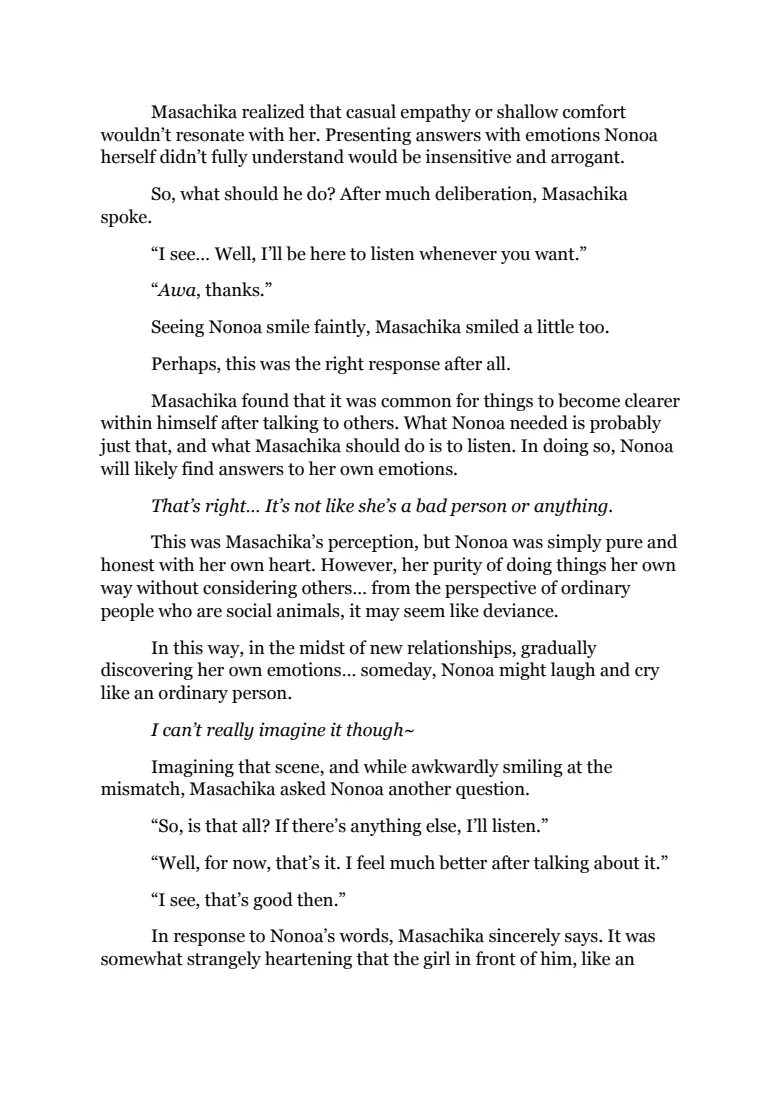 Masachika realized that casual empathy or shallow comfort
wouldn’t resonate with her. Presenting answers with emotions Nonoa
herself didn’t fully understand would be insensitive and arrogant.
So, what should he do? After much deliberation, Masachika
spoke.
“I see... Well, I’ll be here to listen whenever you want.”
“Awa, thanks.”
Seeing Nonoa smile faintly, Masachika smiled a little too.
Perhaps, this was the right response after all.
Masachika found that it was common for things to become clearer
within himself after talking to others. What Nonoa needed is probably
just that, and what Masachika should do is to listen. In doing so, Nonoa
will likely find answers to her own emotions.
That’s right... It’s not like she’s a bad person or anything.
This was Masachika’s perception, but Nonoa was simply pure and
honest with her own heart. However, her purity of doing things her own
way without considering others... from the perspective of ordinary
people who are social animals, it may seem like deviance.
In this way, in the midst of new relationships, gradually
discovering her own emotions... someday, Nonoa might laugh and cry
like an ordinary person.
I can’t really imagine it though~
Imagining that scene, and while awkwardly smiling at the
mismatch, Masachika asked Nonoa another question.
“So, is that all? If there’s anything else, I’ll listen.”
“Well, for now, that’s it. I feel much better after talking about it.”
“I see, that’s good then.”
In response to Nonoa’s words, Masachika sincerely says. It was
somewhat strangely heartening that the girl in front of him, like an